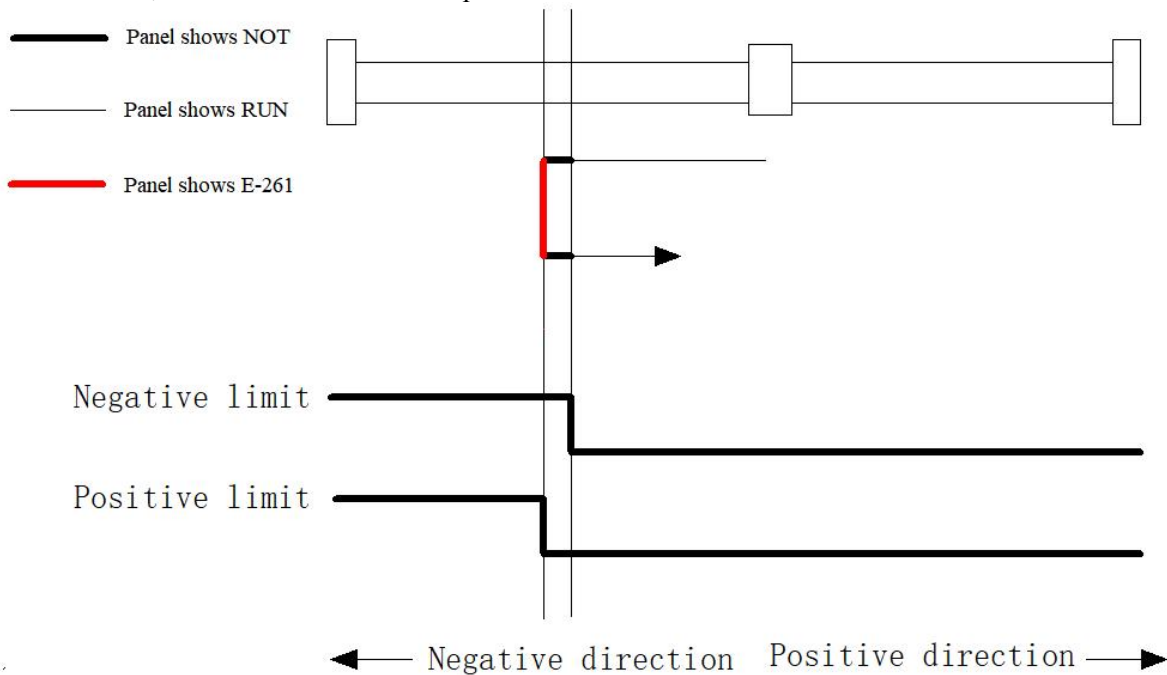 Panel shows NOT
Panel shows RUN
Panel shows E-261
Negative limit
Positive limit
Negative direction Positive direction